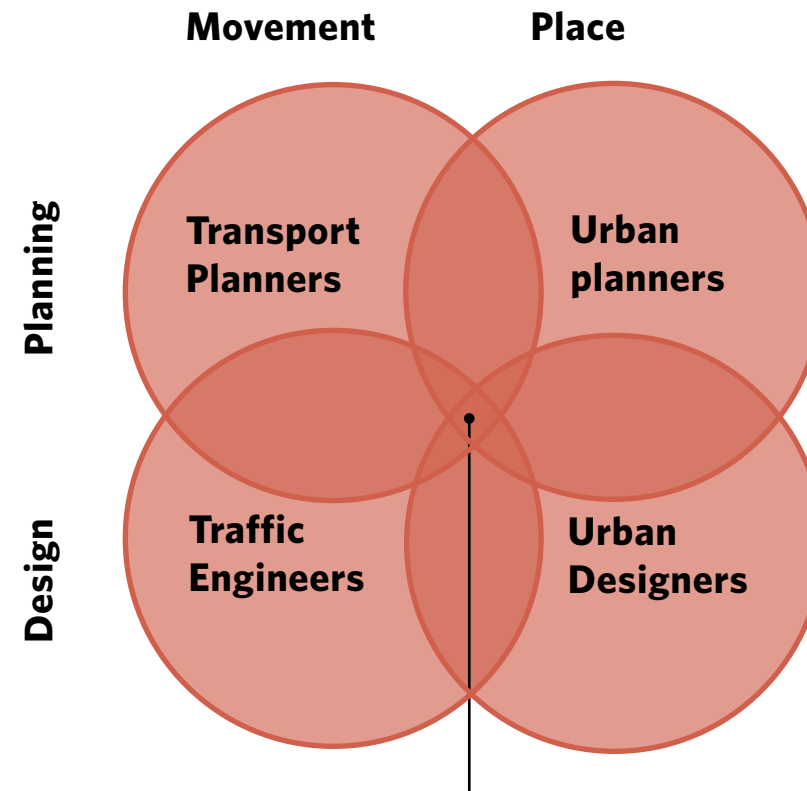 Movement
Place
Planning
Transport
Planners
Urban
planners
Design
Traffic
Engineers
Urban
Designers